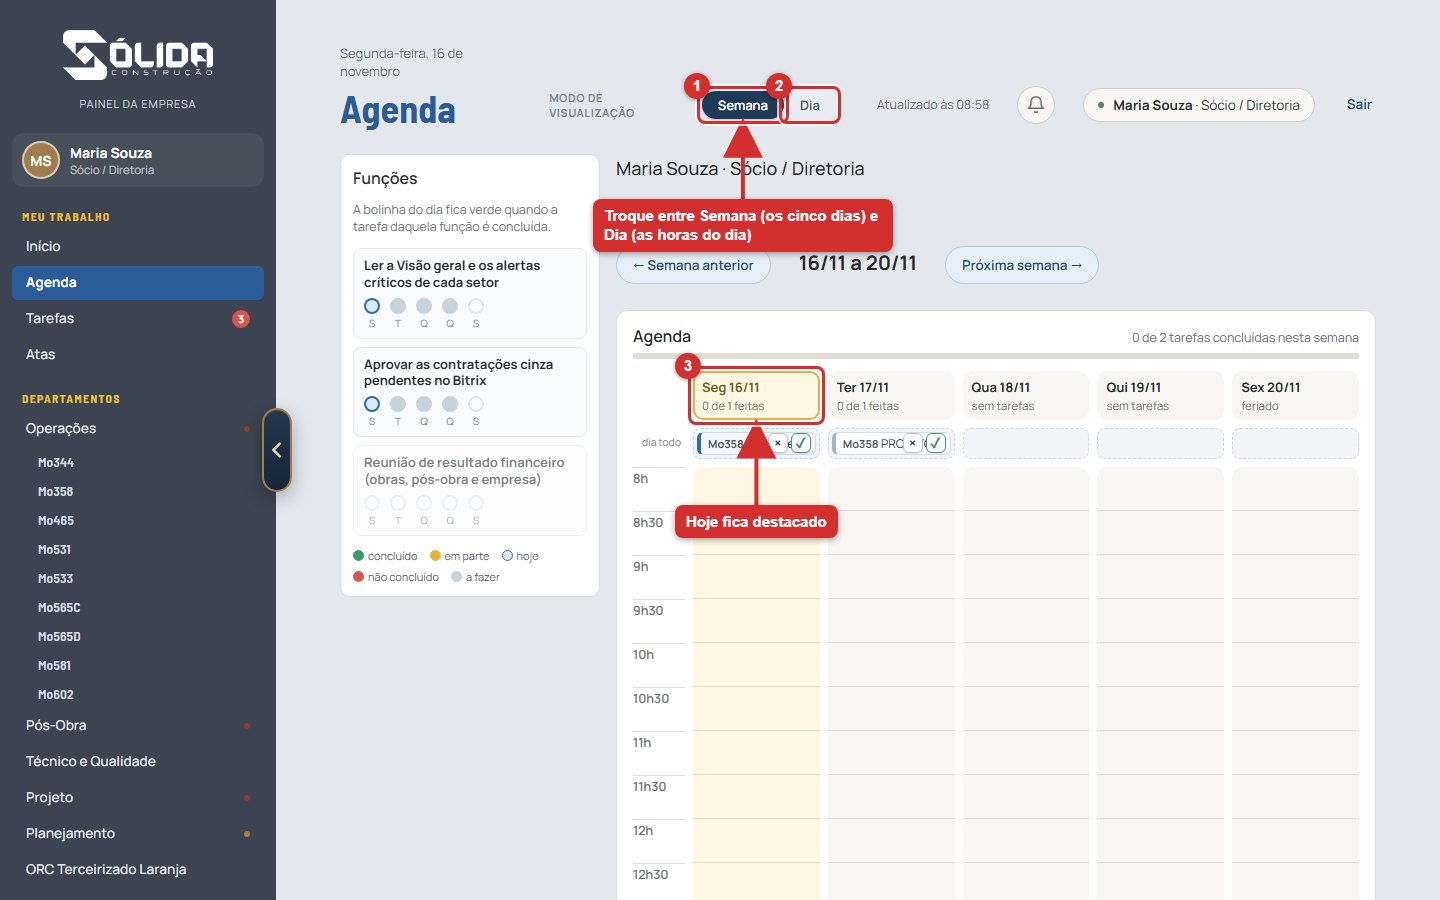 SÓLIDA
CONSTRUÇÃO
PAINEL DA EMPRESA
MS
Maria Souza
Sócio / Diretoria
MEU TRABALHO
Início
Agenda
Tarefas
3
Atas
DEPARTAMENTOS
Operações
Mo344
Mo358
Mo465
Mo531
Mo533
Mo565C
Mo565D
Mo581
Mo602
Pós-Obra
Técnico e Qualidade
Projeto
Planejamento
ORC Terceirizado Laranja
Segunda-feira, 16 de
novembro
Agenda
MODO DE
VISUALIZAÇÃO
1
Semana
2
Dia
Atualizado às 08:58
Maria Souza · Sócio / Diretoria
Sair
Funções
A bolinha do dia fica verde quando a
tarefa daquela função é concluída.
Ler a Visão geral e os alertas
críticos de cada setor
S T Q Q S
Aprovar as contratações cinza
pendentes no Bitrix
S T Q Q S
Reunião de resultado financeiro
(obras, pós-obra e empresa)
S T Q Q S
concluído em parte hoje
não concluído a fazer
Maria Souza · Sócio / Diretoria
Troque entre Semana (os cinco dias) e
Dia (as horas do dia)
← Semana anterior
16/11 a 20/11
Próxima semana →
Agenda
0 de 2 tarefas concluídas nesta semana
3
Seg 16/11
0 de 1 feitas
Ter 17/11
0 de 1 feitas
Qua 18/11
sem tarefas
Qui 19/11
sem tarefas
Sex 20/11
feriado
dia todo
Mo358
×
✓
Mo358 PRO
×
✓
8h
Hoje fica destacado
8h30
9h
9h30
10h
10h30
11h
11h30
12h
12h30